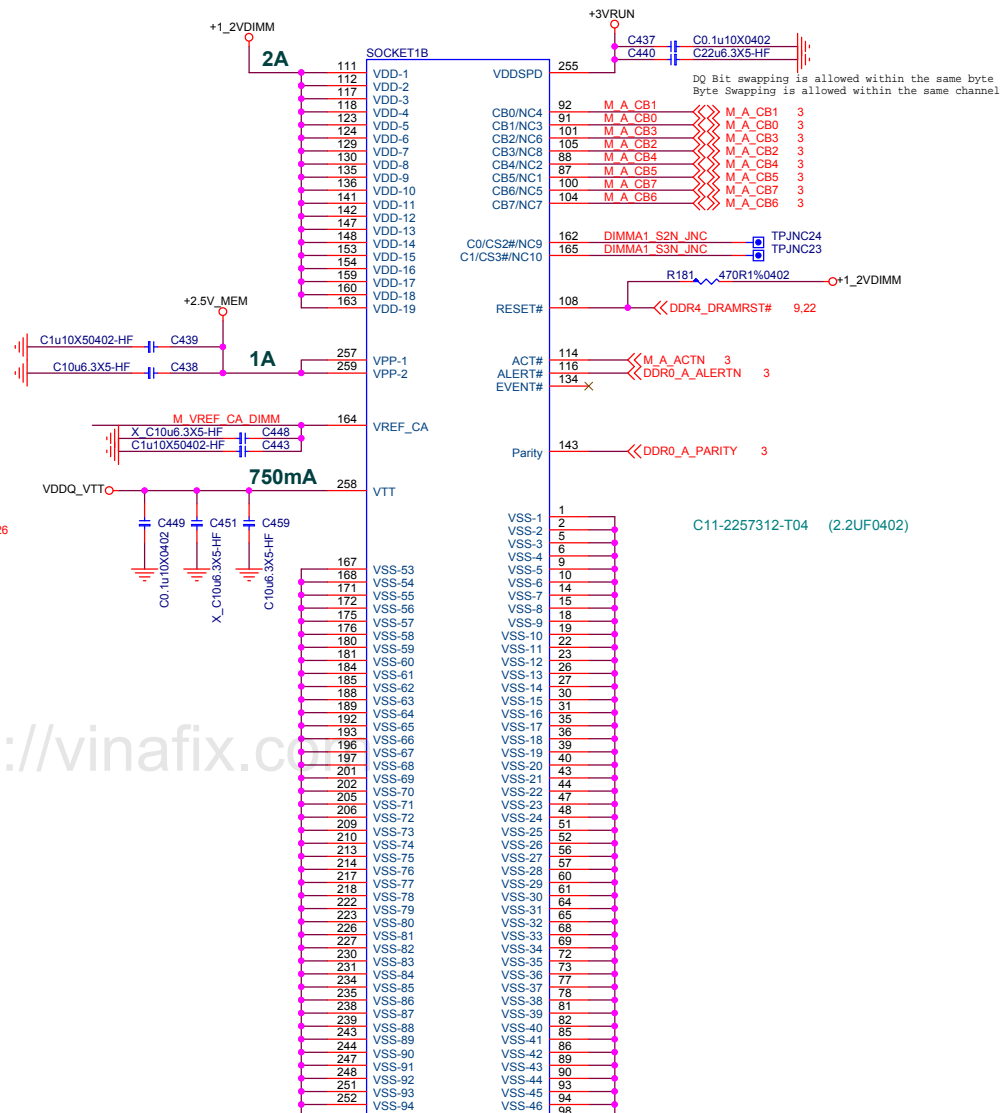 +3VRUN
+1_2VDIMM
C437 C0.1u10X0402
C440 C22u6.3X5-HF
2A
SOCKET1B
DQ Bit swapping is allowed within the same byte
Byte Swapping is allowed within the same channel
111 VDD-1
112 VDD-2
117 VDD-3
118 VDD-4
123 VDD-5
124 VDD-6
129 VDD-7
130 VDD-8
135 VDD-9
136 VDD-10
141 VDD-11
142 VDD-12
147 VDD-13
148 VDD-14
153 VDD-15
154 VDD-16
159 VDD-17
160 VDD-18
163 VDD-19
VDDSPD 255
CB0/NC4 92 M_A_CB1 M_A_CB1 3
CB1/NC3 91 M_A_CB0 M_A_CB0 3
CB2/NC6 101 M_A_CB3 M_A_CB3 3
CB3/NC8 105 M_A_CB2 M_A_CB2 3
CB4/NC2 88 M_A_CB4 M_A_CB4 3
CB5/NC1 87 M_A_CB5 M_A_CB5 3
CB6/NC5 100 M_A_CB7 M_A_CB7 3
CB7/NC7 104 M_A_CB6 M_A_CB6 3
C0/CS2#/NC9 162 DIMMA1_S2N_JNC TPJNC24
C1/CS3#/NC10 165 DIMMA1_S3N_JNC TPJNC23
R181 470R1%0402 +1_2VDIMM
RESET# 108 DDR4_DRAMRST# 9,22
+2.5V_MEM
C1u10X50402-HF C439
C10u6.3X5-HF C438
1A
257 VPP-1
259 VPP-2
ACT# 114 M_A_ACTN 3
ALERT# 116 DDR0_A_ALERTN 3
EVENT# 134
M_VREF_CA_DIMM 164 VREF_CA
X_C10u6.3X5-HF C448
C1u10X50402-HF C443
Parity 143 DDR0_A_PARITY 3
750mA
VDDQ_VTT 258 VTT
C449 C451 C459
C0.1u10X0402
X_C10u6.3X5-HF
C10u6.3X5-HF
26
C11-2257312-T04 (2.2UF0402)
167 VSS-53
168 VSS-54
171 VSS-55
172 VSS-56
175 VSS-57
176 VSS-58
180 VSS-59
181 VSS-60
184 VSS-61
185 VSS-62
188 VSS-63
189 VSS-64
192 VSS-65
193 VSS-66
196 VSS-67
197 VSS-68
201 VSS-69
202 VSS-70
205 VSS-71
206 VSS-72
209 VSS-73
210 VSS-74
213 VSS-75
214 VSS-76
217 VSS-77
218 VSS-78
222 VSS-79
223 VSS-80
226 VSS-81
227 VSS-82
230 VSS-83
231 VSS-84
234 VSS-85
235 VSS-86
238 VSS-87
239 VSS-88
243 VSS-89
244 VSS-90
247 VSS-91
248 VSS-92
251 VSS-93
252 VSS-94
VSS-1 1
VSS-2 2
VSS-3 5
VSS-4 6
VSS-5 9
VSS-6 10
VSS-7 14
VSS-8 15
VSS-9 18
VSS-10 19
VSS-11 22
VSS-12 23
VSS-13 26
VSS-14 27
VSS-15 30
VSS-16 31
VSS-17 35
VSS-18 36
VSS-19 39
VSS-20 40
VSS-21 43
VSS-22 44
VSS-23 47
VSS-24 48
VSS-25 51
VSS-26 52
VSS-27 56
VSS-28 57
VSS-29 60
VSS-30 61
VSS-31 64
VSS-32 65
VSS-33 68
VSS-34 69
VSS-35 72
VSS-36 73
VSS-37 77
VSS-38 78
VSS-39 81
VSS-40 82
VSS-41 85
VSS-42 86
VSS-43 89
VSS-44 90
VSS-45 93
VSS-46 94
98
://vinafix.com